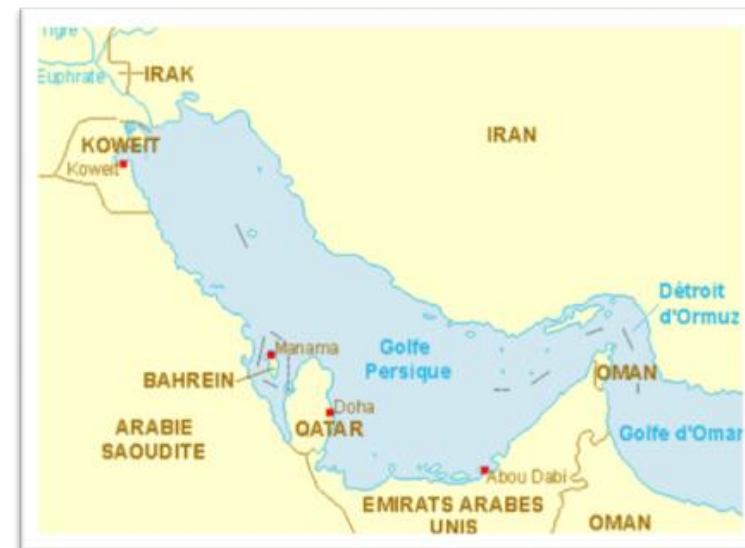 Tigre
Euphrate
IRAK
IRAN
KOWEIT
Koweit
Détroit
d'Ormuz
Manama
Golfe
Persique
BAHREIN
OMAN
Doha
ARABIE
SAOUDITE
QATAR
Golfe d'Omar
Abou Dabi
EMIRATS ARABES
UNIS
OMAN